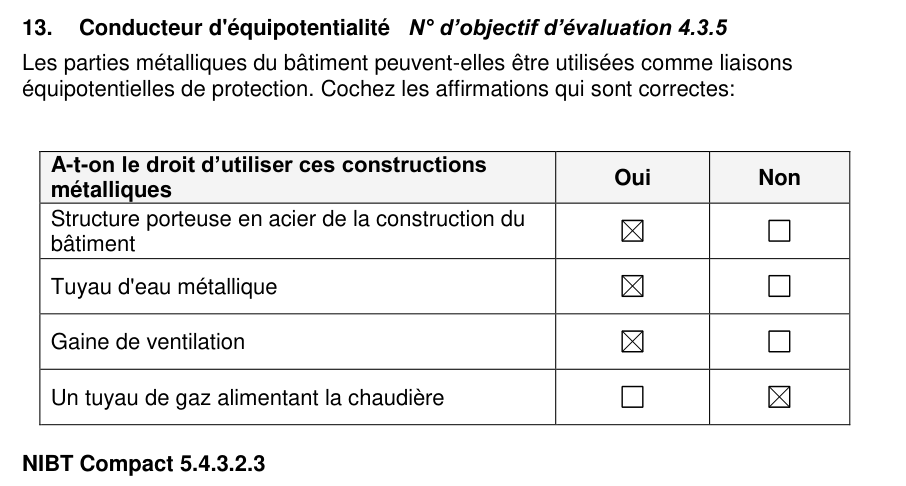 13. Conducteur d'équipotentialité N° d’objectif d’évaluation 4.3.5
Les parties métalliques du bâtiment peuvent-elles être utilisées comme liaisons
équipotentielles de protection. Cochez les affirmations qui sont correctes:
A-t-on le droit d’utiliser ces constructions
métalliques
Oui
Non
Structure porteuse en acier de la construction du
bâtiment
Tuyau d'eau métallique
Gaine de ventilation
Un tuyau de gaz alimentant la chaudière
NIBT Compact 5.4.3.2.3